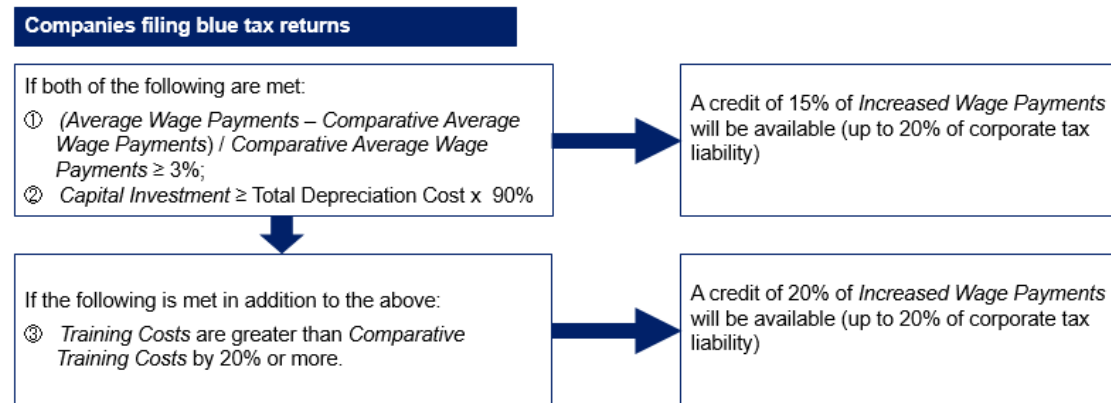 Companies filing blue tax returns
If both of the following are met:
① (Average Wage Payments – Comparative Average
Wage Payments) / Comparative Average Wage
Payments ≥ 3%;
② Capital Investment ≥ Total Depreciation Cost x 90%
A credit of 15% of Increased Wage Payments
will be available (up to 20% of corporate tax
liability)
If the following is met in addition to the above:
③ Training Costs are greater than Comparative
Training Costs by 20% or more.
A credit of 20% of Increased Wage Payments
will be available (up to 20% of corporate tax
liability)